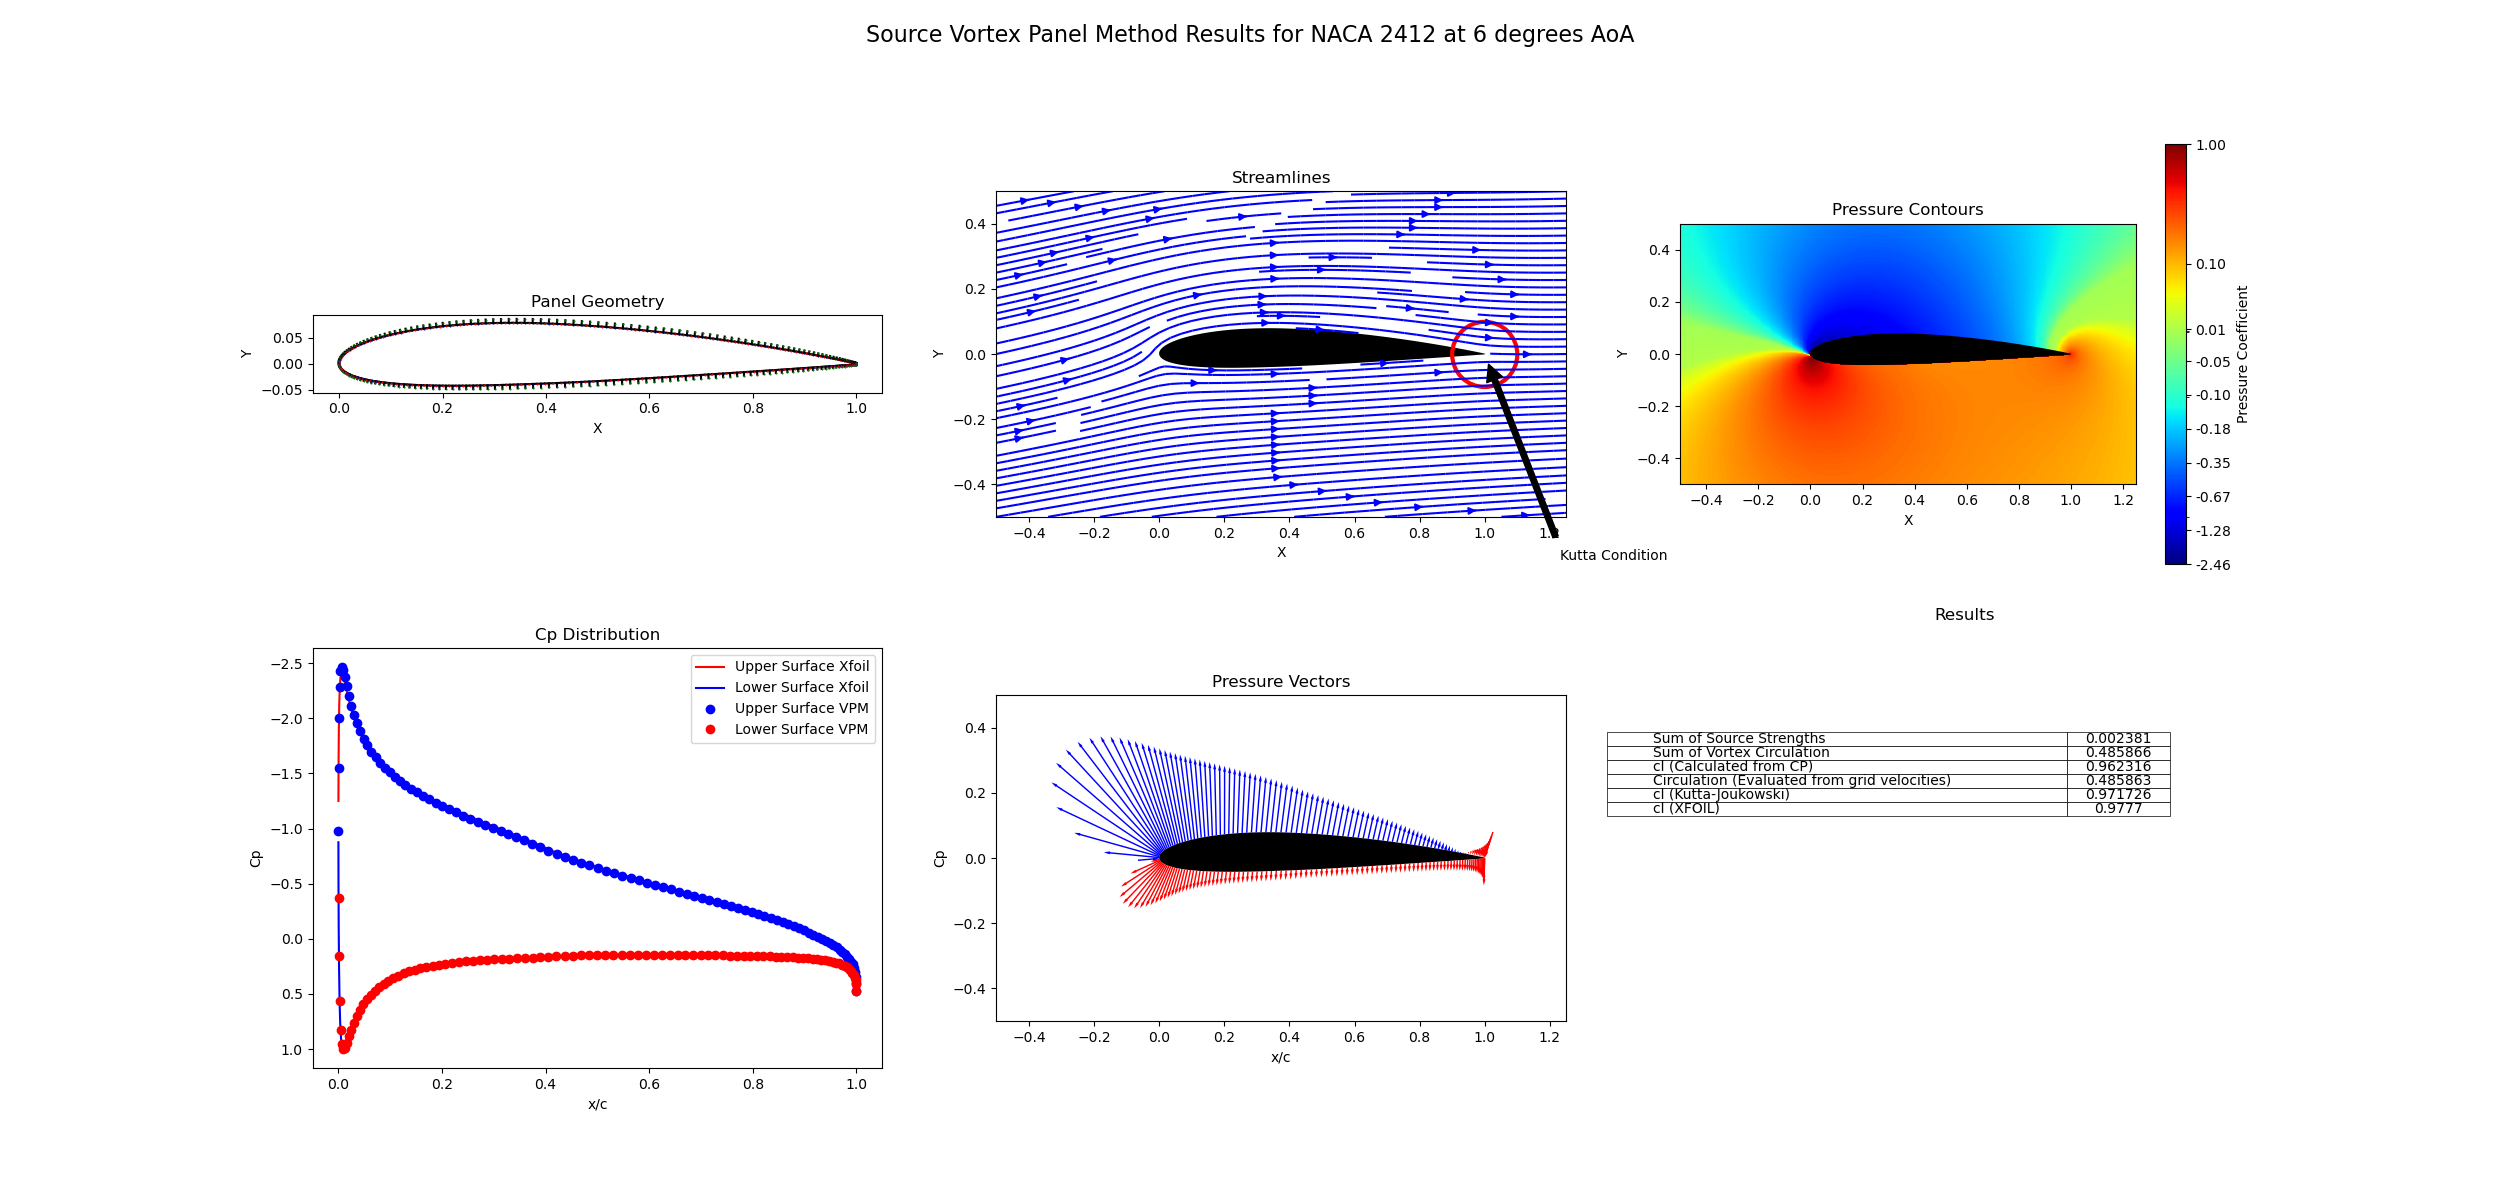 Source Vortex Panel Method Results for NACA 2412 at 6 degrees AoA
Panel Geometry
Y
0.05
0.00
−0.05
0.0 0.2 0.4 0.6 0.8 1.0
X
Streamlines
Y
0.4
0.2
0.0
−0.2
−0.4
−0.4 −0.2 0.0 0.2 0.4 0.6 0.8 1.0 1.2
X
Kutta Condition
Pressure Contours
Y
0.4
0.2
0.0
−0.2
−0.4
−0.4 −0.2 0.0 0.2 0.4 0.6 0.8 1.0 1.2
X
1.00
0.10
0.01
-0.05
-0.10
-0.18
-0.35
-0.67
-1.28
-2.46
Pressure Coefficient
Cp Distribution
Cp
−2.5
−2.0
−1.5
−1.0
−0.5
0.0
0.5
1.0
0.0 0.2 0.4 0.6 0.8 1.0
x/c
Upper Surface Xfoil
Lower Surface Xfoil
Upper Surface VPM
Lower Surface VPM
Pressure Vectors
Cp
0.4
0.2
0.0
−0.2
−0.4
−0.4 −0.2 0.0 0.2 0.4 0.6 0.8 1.0 1.2
x/c
Results
Sum of Source Strengths 0.002381
Sum of Vortex Circulation 0.485866
cl (Calculated from CP) 0.962316
Circulation (Evaluated from grid velocities) 0.485863
cl (Kutta-Joukowski) 0.971726
cl (XFOIL) 0.9777